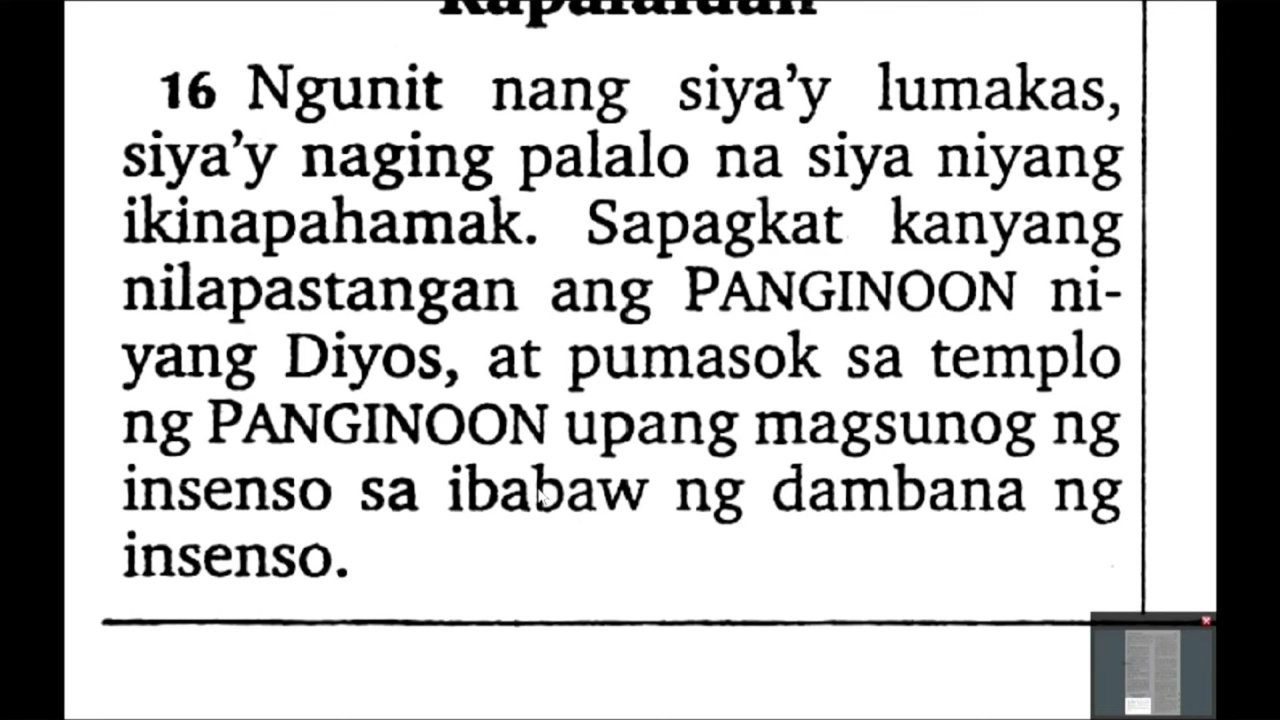 Kapalaluan
16 Ngunit nang siya’y lumakas,
siya’y naging palalo na siya niyang
ikinapahamak. Sapagkat kanyang
nilapastangan ang PANGINOON ni-
yang Diyos, at pumasok sa templo
ng PANGINOON upang magsunog ng
insenso sa ibabaw ng dambana ng
insenso.